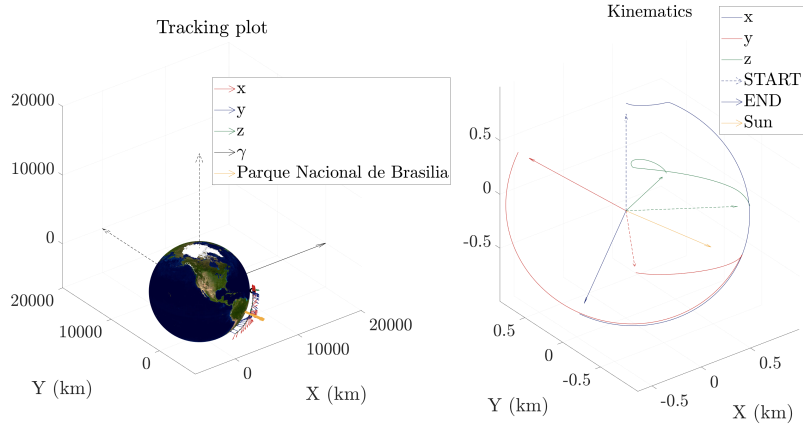 Tracking plot
x
y
z
γ
Parque Nacional de Brasilia
20000
10000
0
20000
10000
0
Y (km)
0
10000
20000
X (km)
Kinematics
x
y
z
START
END
Sun
0.5
0
-0.5
0.5
0
-0.5
Y (km)
-0.5
0
0.5
X (km)